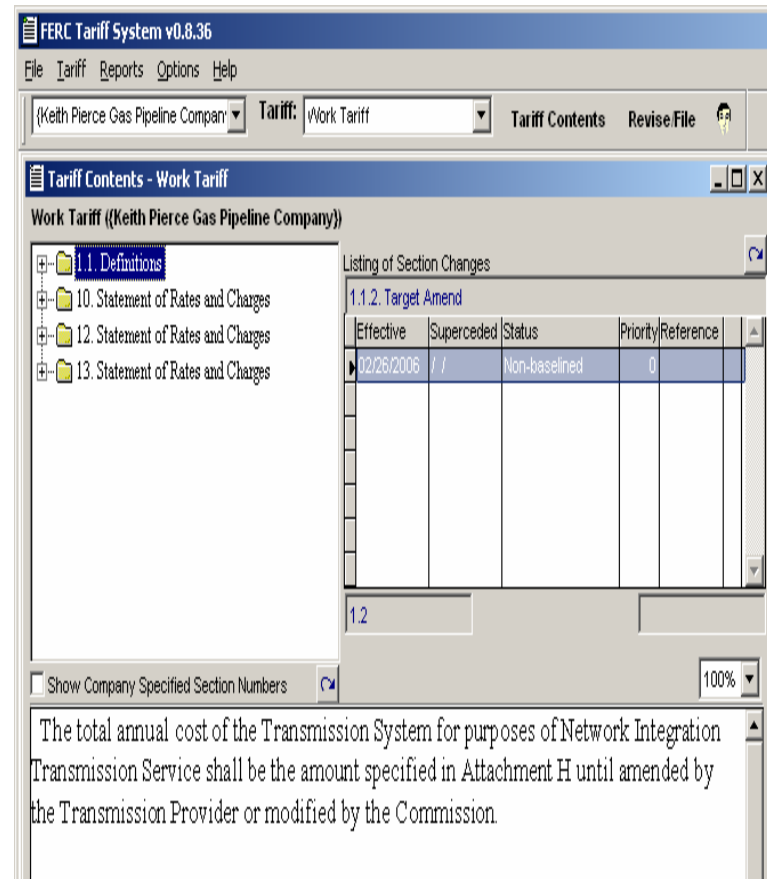 FERC Tariff System v0.8.36
File Tariff Reports Options Help
{Keith Pierce Gas Pipeline Compan Tariff: Work Tariff Tariff Contents Revise/File
Tariff Contents - Work Tariff
Work Tariff ({Keith Pierce Gas Pipeline Company})
1.1. Definitions
10. Statement of Rates and Charges
12. Statement of Rates and Charges
13. Statement of Rates and Charges
Listing of Section Changes
1.1.2. Target Amend
Effective Superceded Status Priority Reference
02/26/2006 / / Non-baselined 0
1.2
Show Company Specified Section Numbers
100%
The total annual cost of the Transmission System for purposes of Network Integration
Transmission Service shall be the amount specified in Attachment H until amended by
the Transmission Provider or modified by the Commission.